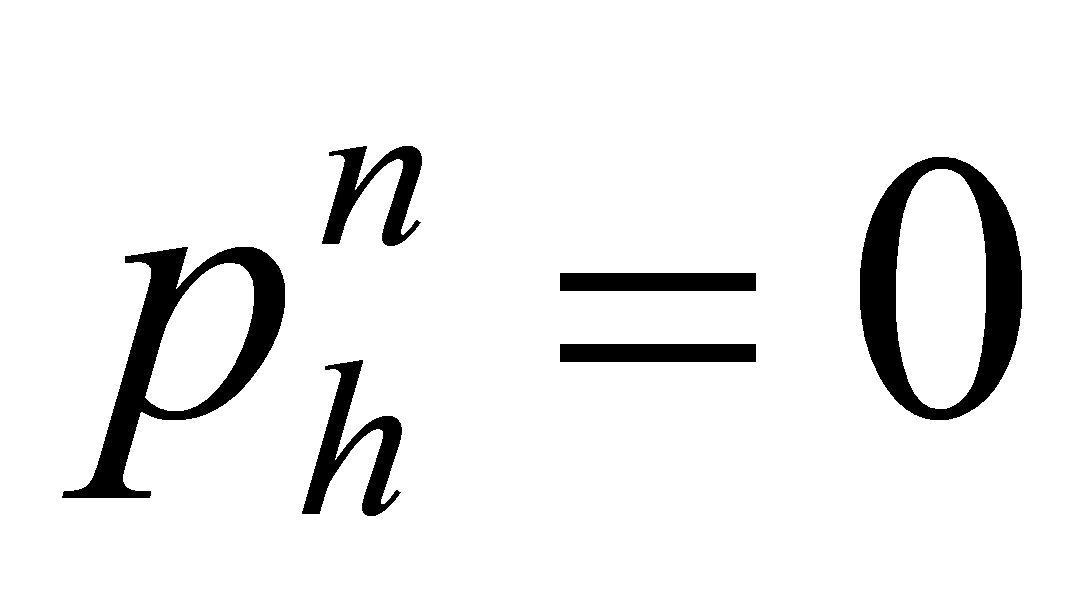 $p_h^n = 0$